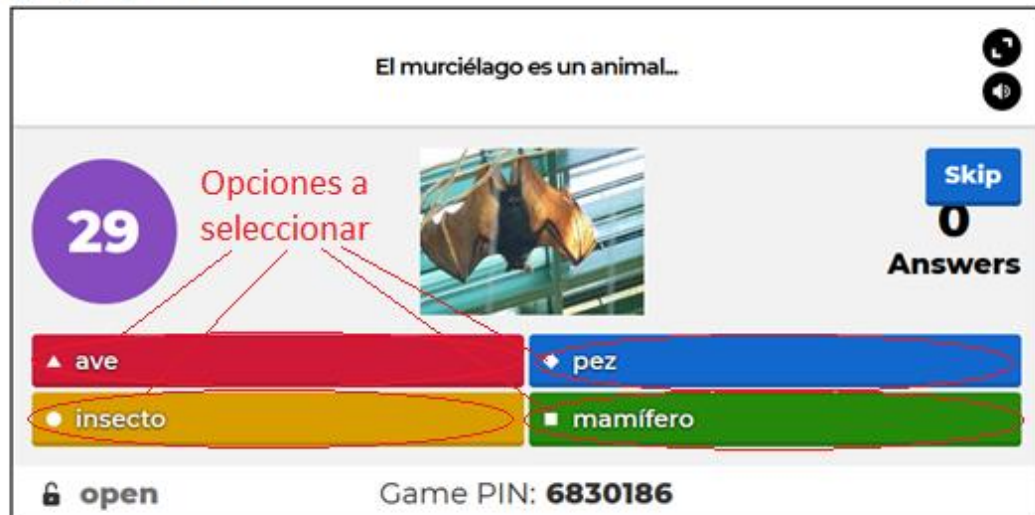 El murciélago es un animal...
29
Opciones a
seleccionar
Skip
0
Answers
ave
pez
insecto
mamífero
open
Game PIN: 6830186